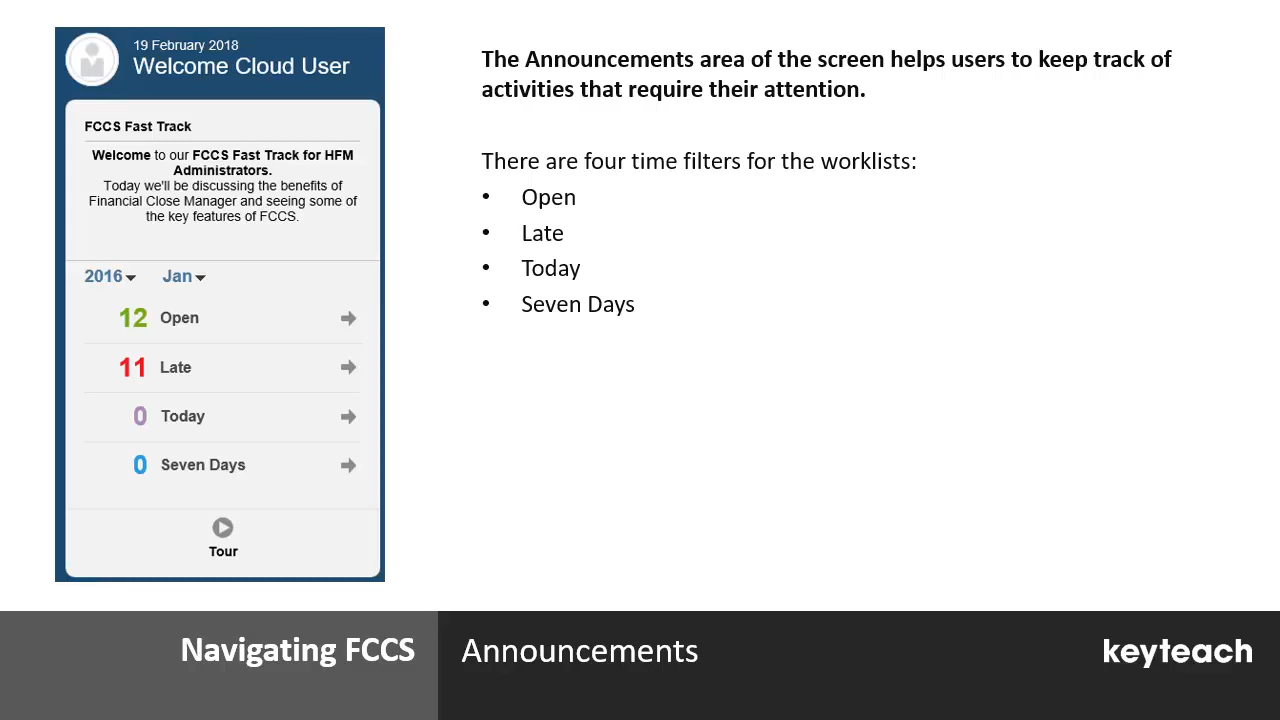 19 February 2018
Welcome Cloud User
FCCS Fast Track
Welcome to our FCCS Fast Track for HFM
Administrators.
Today we'll be discussing the benefits of
Financial Close Manager and seeing some of
the key features of FCCS.
2016 Jan
12 Open
11 Late
0 Today
0 Seven Days
Tour
The Announcements area of the screen helps users to keep track of
activities that require their attention.
There are four time filters for the worklists:
• Open
• Late
• Today
• Seven Days
Navigating FCCS
Announcements
keyteach